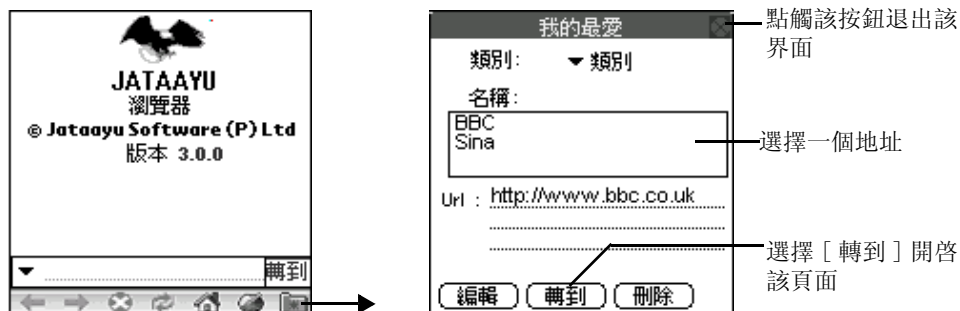 JATAAYU
瀏覽器
© Jataayu Software (P) Ltd
版本 3.0.0
轉到
我的最愛
類別: 類別
名稱:
BBC
Sina
Url : http://www.bbc.co.uk
編輯 轉到 刪除
點觸該按鈕退出該
界面
選擇一個地址
選擇 [ 轉到 ] 開啓
該頁面